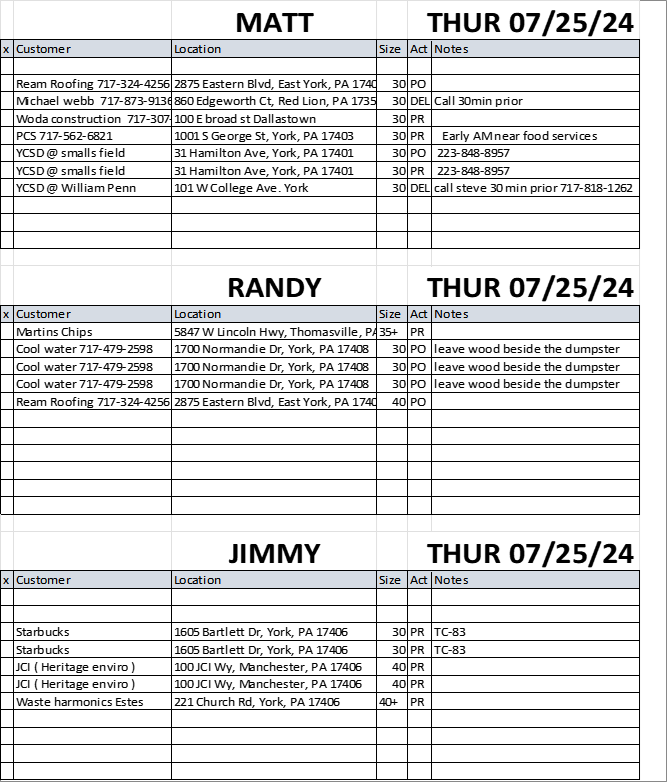 MATT THUR 07/25/24
x Customer Location Size Act Notes
Ream Roofing 717-324-4256 2875 Eastern Blvd, East York, PA 1740 30 PO
Michael webb 717-873-9136 860 Edgeworth Ct, Red Lion, PA 1735 30 DEL Call 30min prior
Woda construction 717-307- 100 E broad st Dallastown 30 PR
PCS 717-562-6821 1001 S George St, York, PA 17403 30 PR Early AM near food services
YCSD @ smalls field 31 Hamilton Ave, York, PA 17401 30 PO 223-848-8957
YCSD @ smalls field 31 Hamilton Ave, York, PA 17401 30 PR 223-848-8957
YCSD @ William Penn 101 W College Ave. York 30 DEL call steve 30 min prior 717-818-1262
RANDY THUR 07/25/24
x Customer Location Size Act Notes
Martins Chips 5847 W Lincoln Hwy, Thomasville, PA 35+ PR
Cool water 717-479-2598 1700 Normandie Dr, York, PA 17408 30 PO leave wood beside the dumpster
Cool water 717-479-2598 1700 Normandie Dr, York, PA 17408 30 PO leave wood beside the dumpster
Cool water 717-479-2598 1700 Normandie Dr, York, PA 17408 30 PO leave wood beside the dumpster
Ream Roofing 717-324-4256 2875 Eastern Blvd, East York, PA 1740 40 PO
JIMMY THUR 07/25/24
x Customer Location Size Act Notes
Starbucks 1605 Bartlett Dr, York, PA 17406 30 PR TC-83
Starbucks 1605 Bartlett Dr, York, PA 17406 30 PR TC-83
JCI ( Heritage enviro ) 100 JCI Wy, Manchester, PA 17406 40 PR
JCI ( Heritage enviro ) 100 JCI Wy, Manchester, PA 17406 40 PR
Waste harmonics Estes 221 Church Rd, York, PA 17406 40+ PR